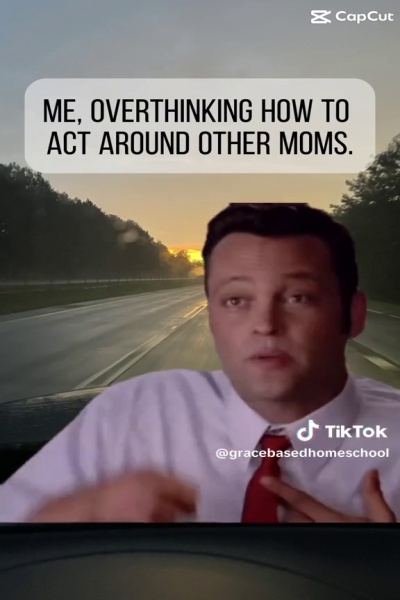 CapCut
ME, OVERTHINKING HOW TO
ACT AROUND OTHER MOMS.
TikTok
@gracebasedhomeschool